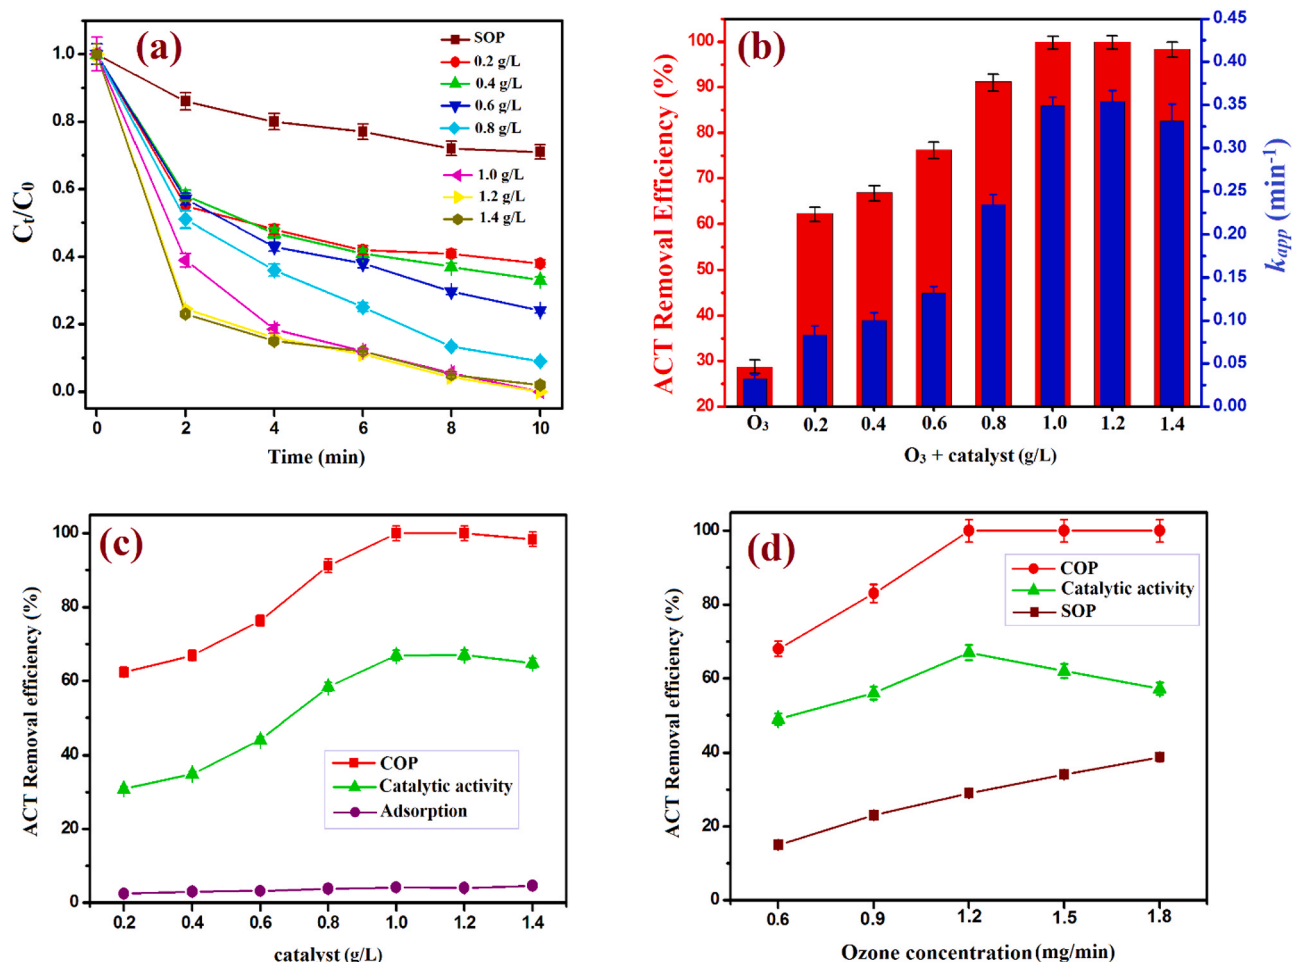 (a)
SOP
0.2 g/L
0.4 g/L
0.6 g/L
0.8 g/L
1.0 g/L
1.2 g/L
1.4 g/L
1.0
0.8
0.6
0.4
0.2
0.0
Ct/C0
0 2 4 6 8 10
Time (min)
(b)
100
90
80
70
60
50
40
30
20
ACT Removal Efficiency (%)
0.45
0.40
0.35
0.30
0.25
0.20
0.15
0.10
0.05
0.00
kapp (min-1)
O3 0.2 0.4 0.6 0.8 1.0 1.2 1.4
O3 + catalyst (g/L)
(c)
100
80
60
40
20
0
ACT Removal efficiency (%)
COP
Catalytic activity
Adsorption
0.2 0.4 0.6 0.8 1.0 1.2 1.4
catalyst (g/L)
(d)
100
80
60
40
20
0
ACT Removal efficiency (%)
COP
Catalytic activity
SOP
0.6 0.9 1.2 1.5 1.8
Ozone concentration (mg/min)